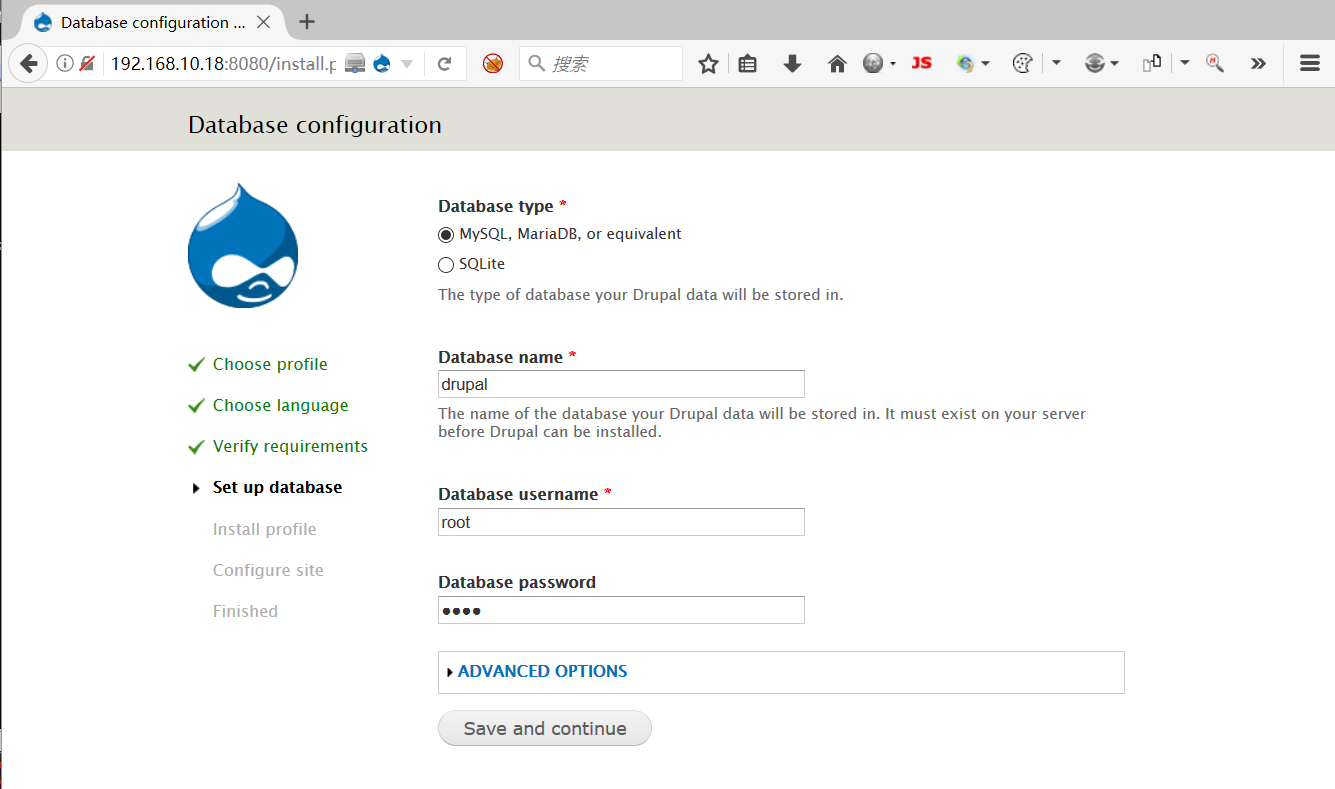 Database configuration ...
192.168.10.18:8080/install.p
搜索
JS
Database configuration
Database type *
MySQL, MariaDB, or equivalent
SQLite
The type of database your Drupal data will be stored in.
Choose profile
Choose language
Verify requirements
Set up database
Install profile
Configure site
Finished
Database name *
drupal
The name of the database your Drupal data will be stored in. It must exist on your server
before Drupal can be installed.
Database username *
root
Database password
••••
ADVANCED OPTIONS
Save and continue